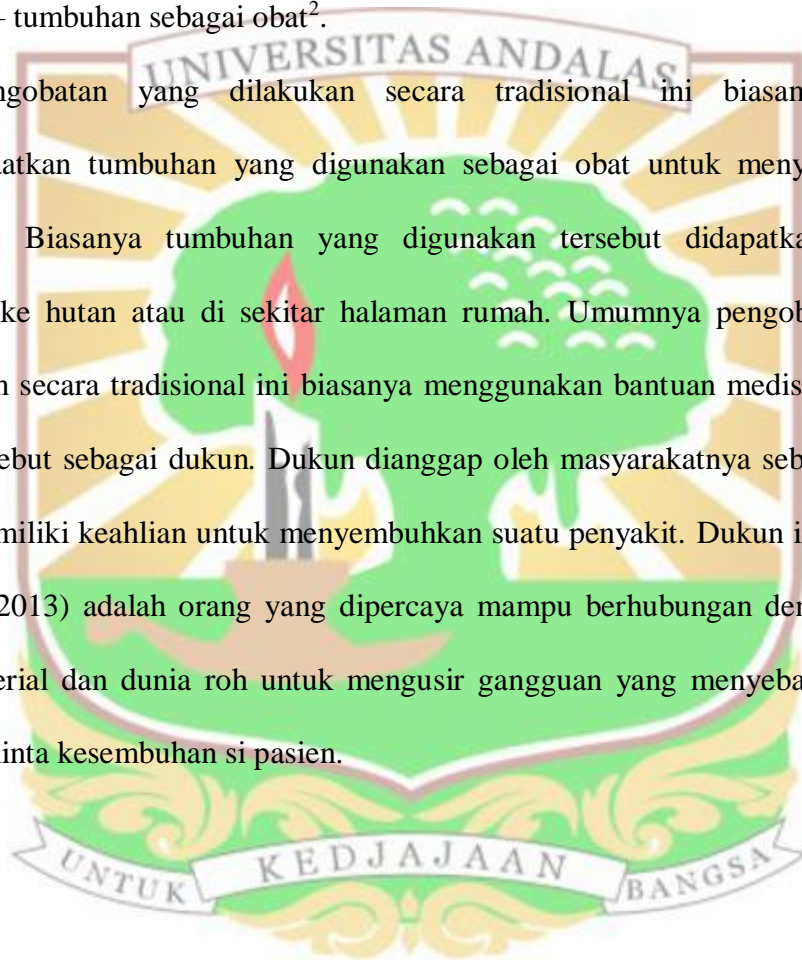 – tumbuhan sebagai obat².
UNIVERSITAS ANDALAS
ngobatan yang dilakukan secara tradisional ini biasan
aatkan tumbuhan yang digunakan sebagai obat untuk meny
Biasanya tumbuhan yang digunakan tersebut didapatka
ke hutan atau di sekitar halaman rumah. Umumnya pengob
n secara tradisional ini biasanya menggunakan bantuan medis
ebut sebagai dukun. Dukun dianggap oleh masyarakatnya seb
miliki keahlian untuk menyembuhkan suatu penyakit. Dukun i
2013) adalah orang yang dipercaya mampu berhubungan den
erial dan dunia roh untuk mengusir gangguan yang menyeba
inta kesembuhan si pasien.
UNTUK KEDJAJAAN BANGSA